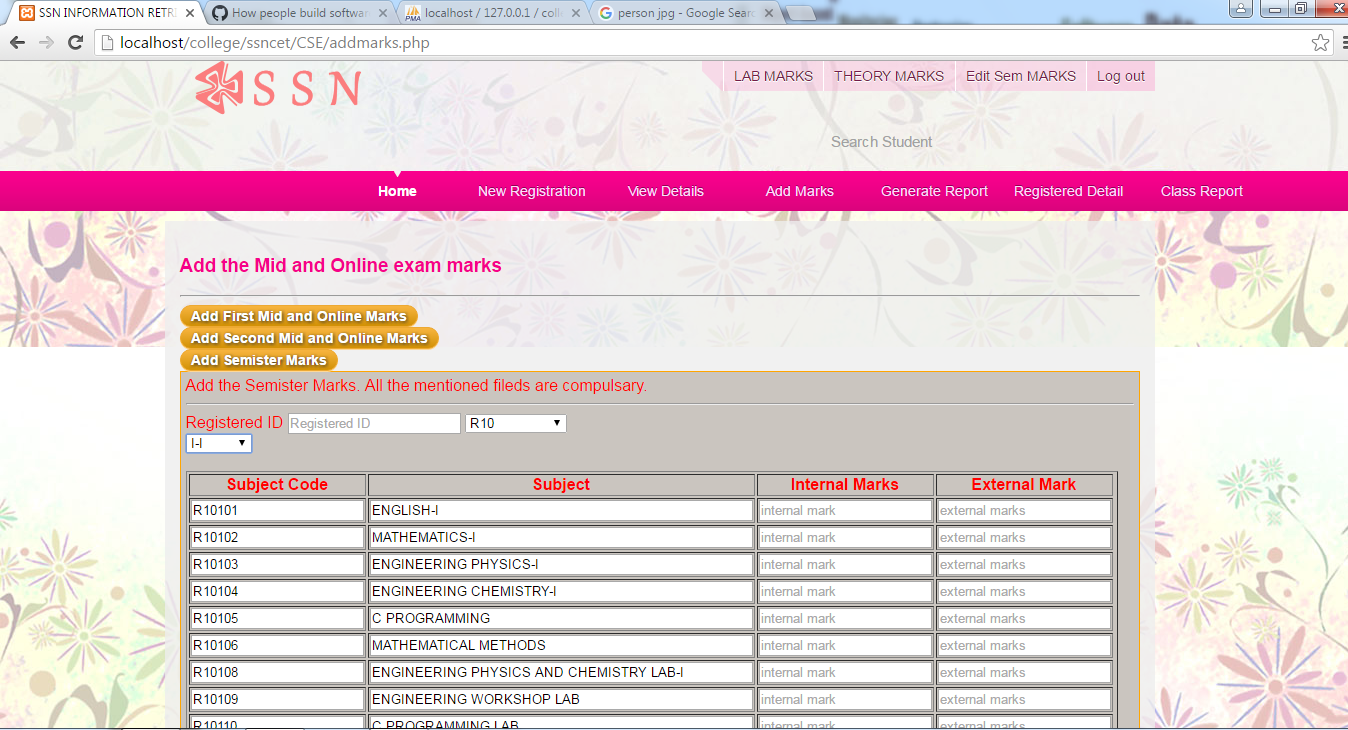 SSN INFORMATION RETRI
How people build softwar
localhost / 127.0.0.1 / coll
person jpg - Google Searc
localhost/college/ssncet/CSE/addmarks.php
SSN
LAB MARKS THEORY MARKS Edit Sem MARKS Log out
Search Student
Home New Registration View Details Add Marks Generate Report Registered Detail Class Report
Add the Mid and Online exam marks
Add First Mid and Online Marks
Add Second Mid and Online Marks
Add Semister Marks
Add the Semister Marks. All the mentioned fileds are compulsary.
Registered ID Registered ID R10
I-I
Subject Code Subject Internal Marks External Mark
R10101 ENGLISH-I internal mark external marks
R10102 MATHEMATICS-I internal mark external marks
R10103 ENGINEERING PHYSICS-I internal mark external marks
R10104 ENGINEERING CHEMISTRY-I internal mark external marks
R10105 C PROGRAMMING internal mark external marks
R10106 MATHEMATICAL METHODS internal mark external marks
R10108 ENGINEERING PHYSICS AND CHEMISTRY LAB-I internal mark external marks
R10109 ENGINEERING WORKSHOP LAB internal mark external marks
R10110 C PROGRAMMING LAB internal mark external marks